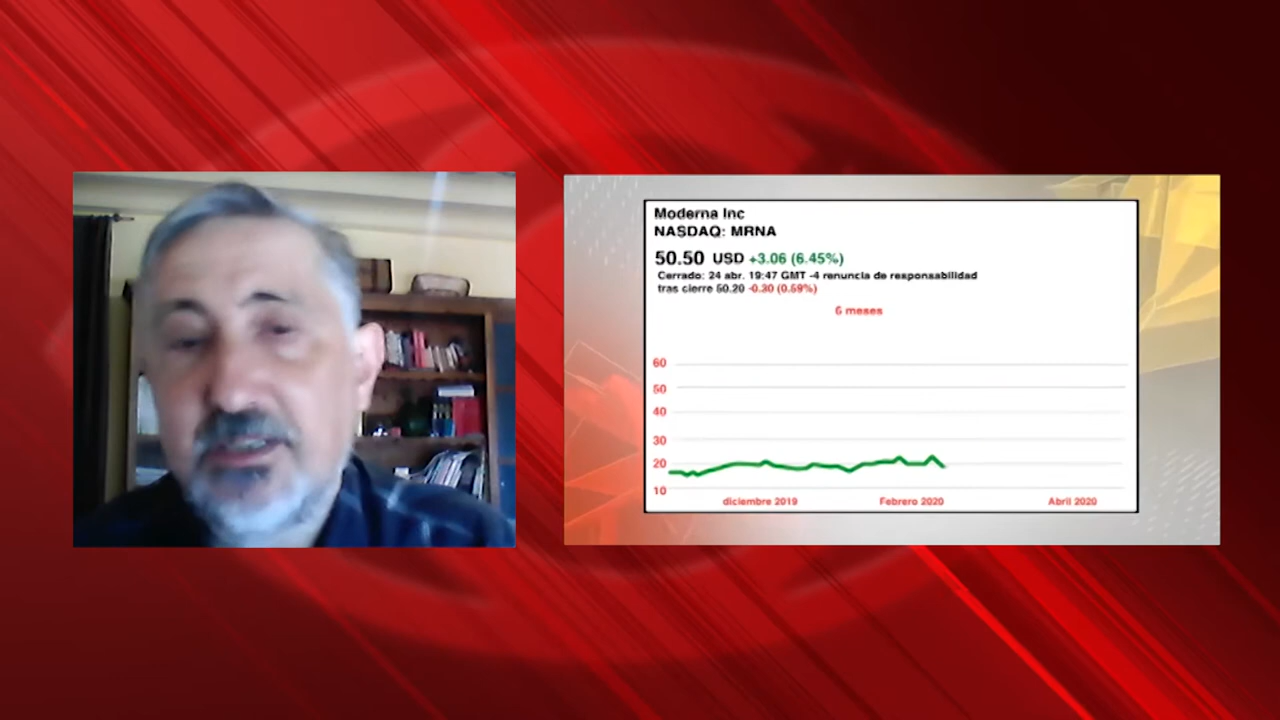 Moderna Inc
NASDAQ: MRNA
50.50 USD +3.06 (6.45%)
Cerrado: 24 abr. 19:47 GMT -4 renuncia de responsabilidad
tras cierre 50.20 -0.30 (0.59%)
6 meses
60
50
40
30
20
10
diciembre 2019 Febrero 2020 Abril 2020